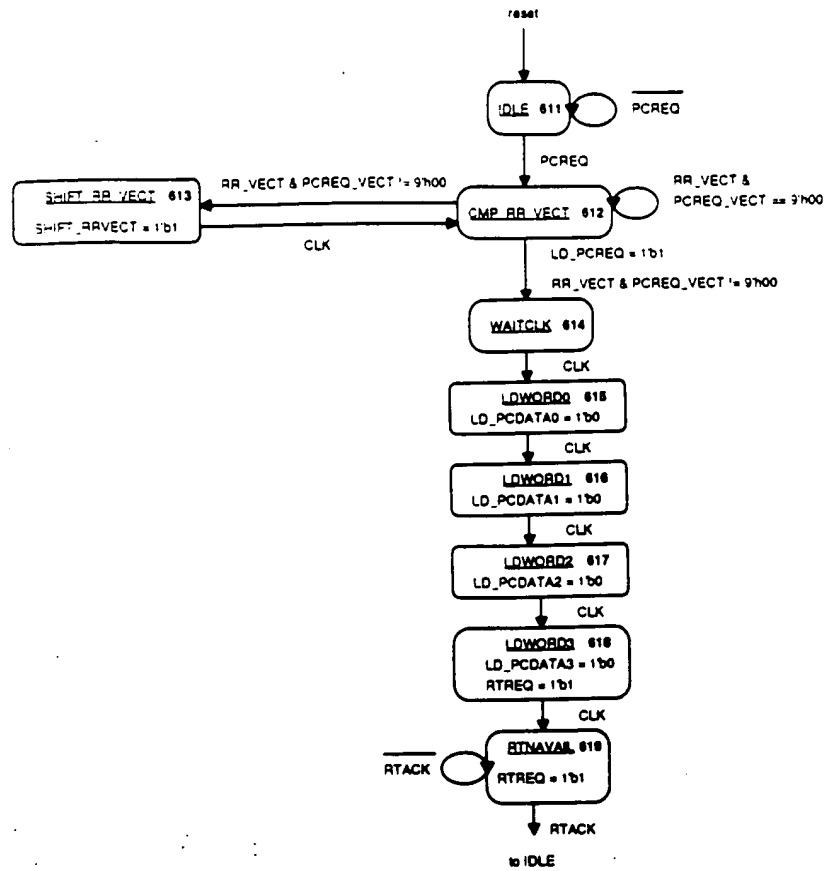 reset
IDLE 611
PCREQ
PCREQ
RR_VECT & PCREQ_VECT != 9'h00
RR_VECT &
PCREQ_VECT == 9'h00
SHIFT_RR_VECT 613
SHIFT_RRVECT = 1'b1
CMP_RR_VECT 612
CLK
LD_PCREQ = 1'b1
RR_VECT & PCREQ_VECT != 9'h00
WAITCLK 614
CLK
LDWORD0 615
LD_PCDATA0 = 1'b0
CLK
LDWORD1 616
LD_PCDATA1 = 1'b0
CLK
LDWORD2 617
LD_PCDATA2 = 1'b0
CLK
LDWORD3 618
LD_PCDATA3 = 1'b0
RTREQ = 1'b1
CLK
RTNAVAIL 619
RTACK
RTREQ = 1'b1
RTACK
to IDLE